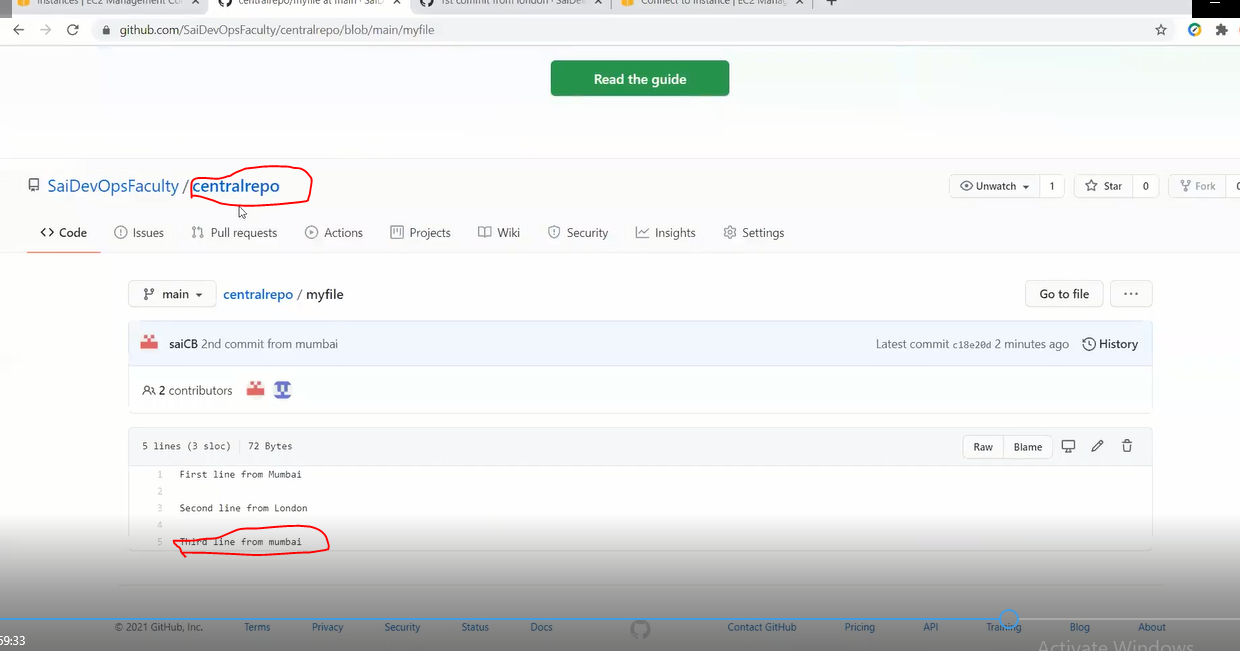 Instances | EC2 Management Co
centralrepo/myfile at main · SaiD
1st commit from london · SaiDev
Connect to instance | EC2 Manag
github.com/SaiDevOpsFaculty/centralrepo/blob/main/myfile
Read the guide
SaiDevOpsFaculty / centralrepo
Unwatch 1 Star 0 Fork
Code Issues Pull requests Actions Projects Wiki Security Insights Settings
main centralrepo / myfile Go to file ...
saiCB 2nd commit from mumbai Latest commit c18e20d 2 minutes ago History
2 contributors
5 lines (3 sloc) 72 Bytes Raw Blame
1 First line from Mumbai
2
3 Second line from London
4
5 Third line from mumbai
© 2021 GitHub, Inc. Terms Privacy Security Status Docs Contact GitHub Pricing API Training Blog About
59:33
Activate Windows